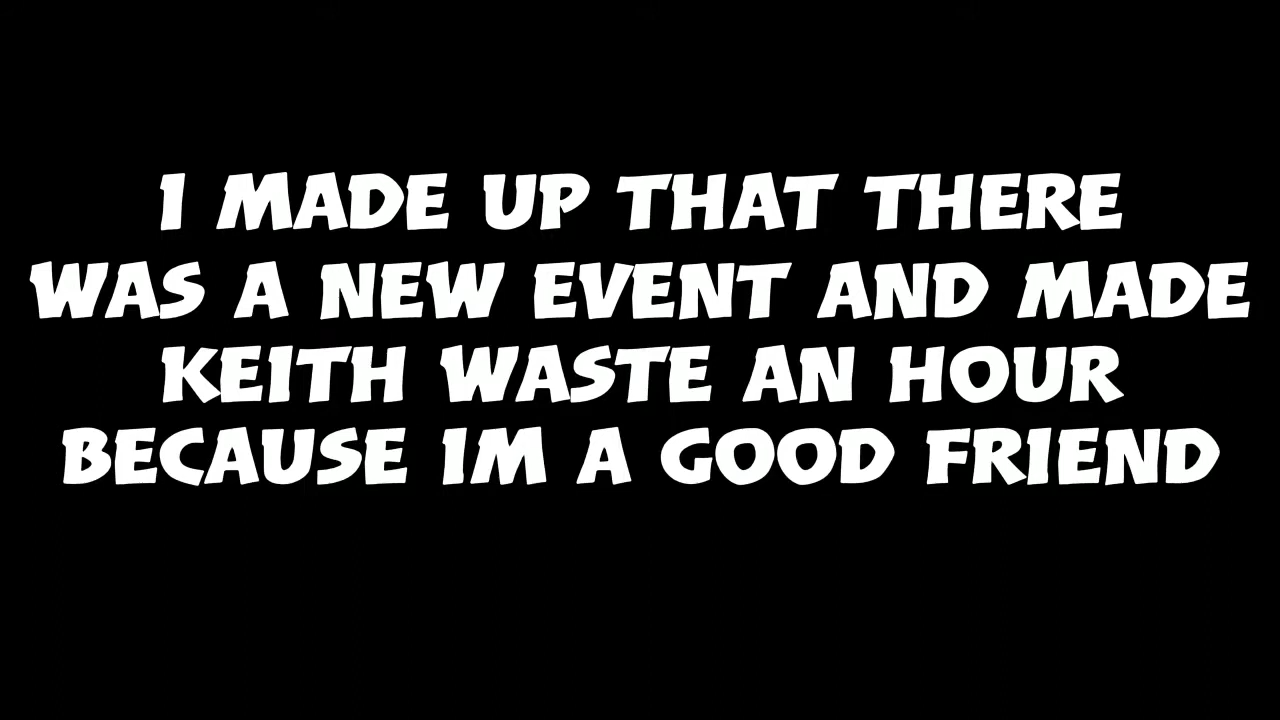 I MADE UP THAT THERE
WAS A NEW EVENT AND MADE
KEITH WASTE AN HOUR
BECAUSE IM A GOOD FRIEND